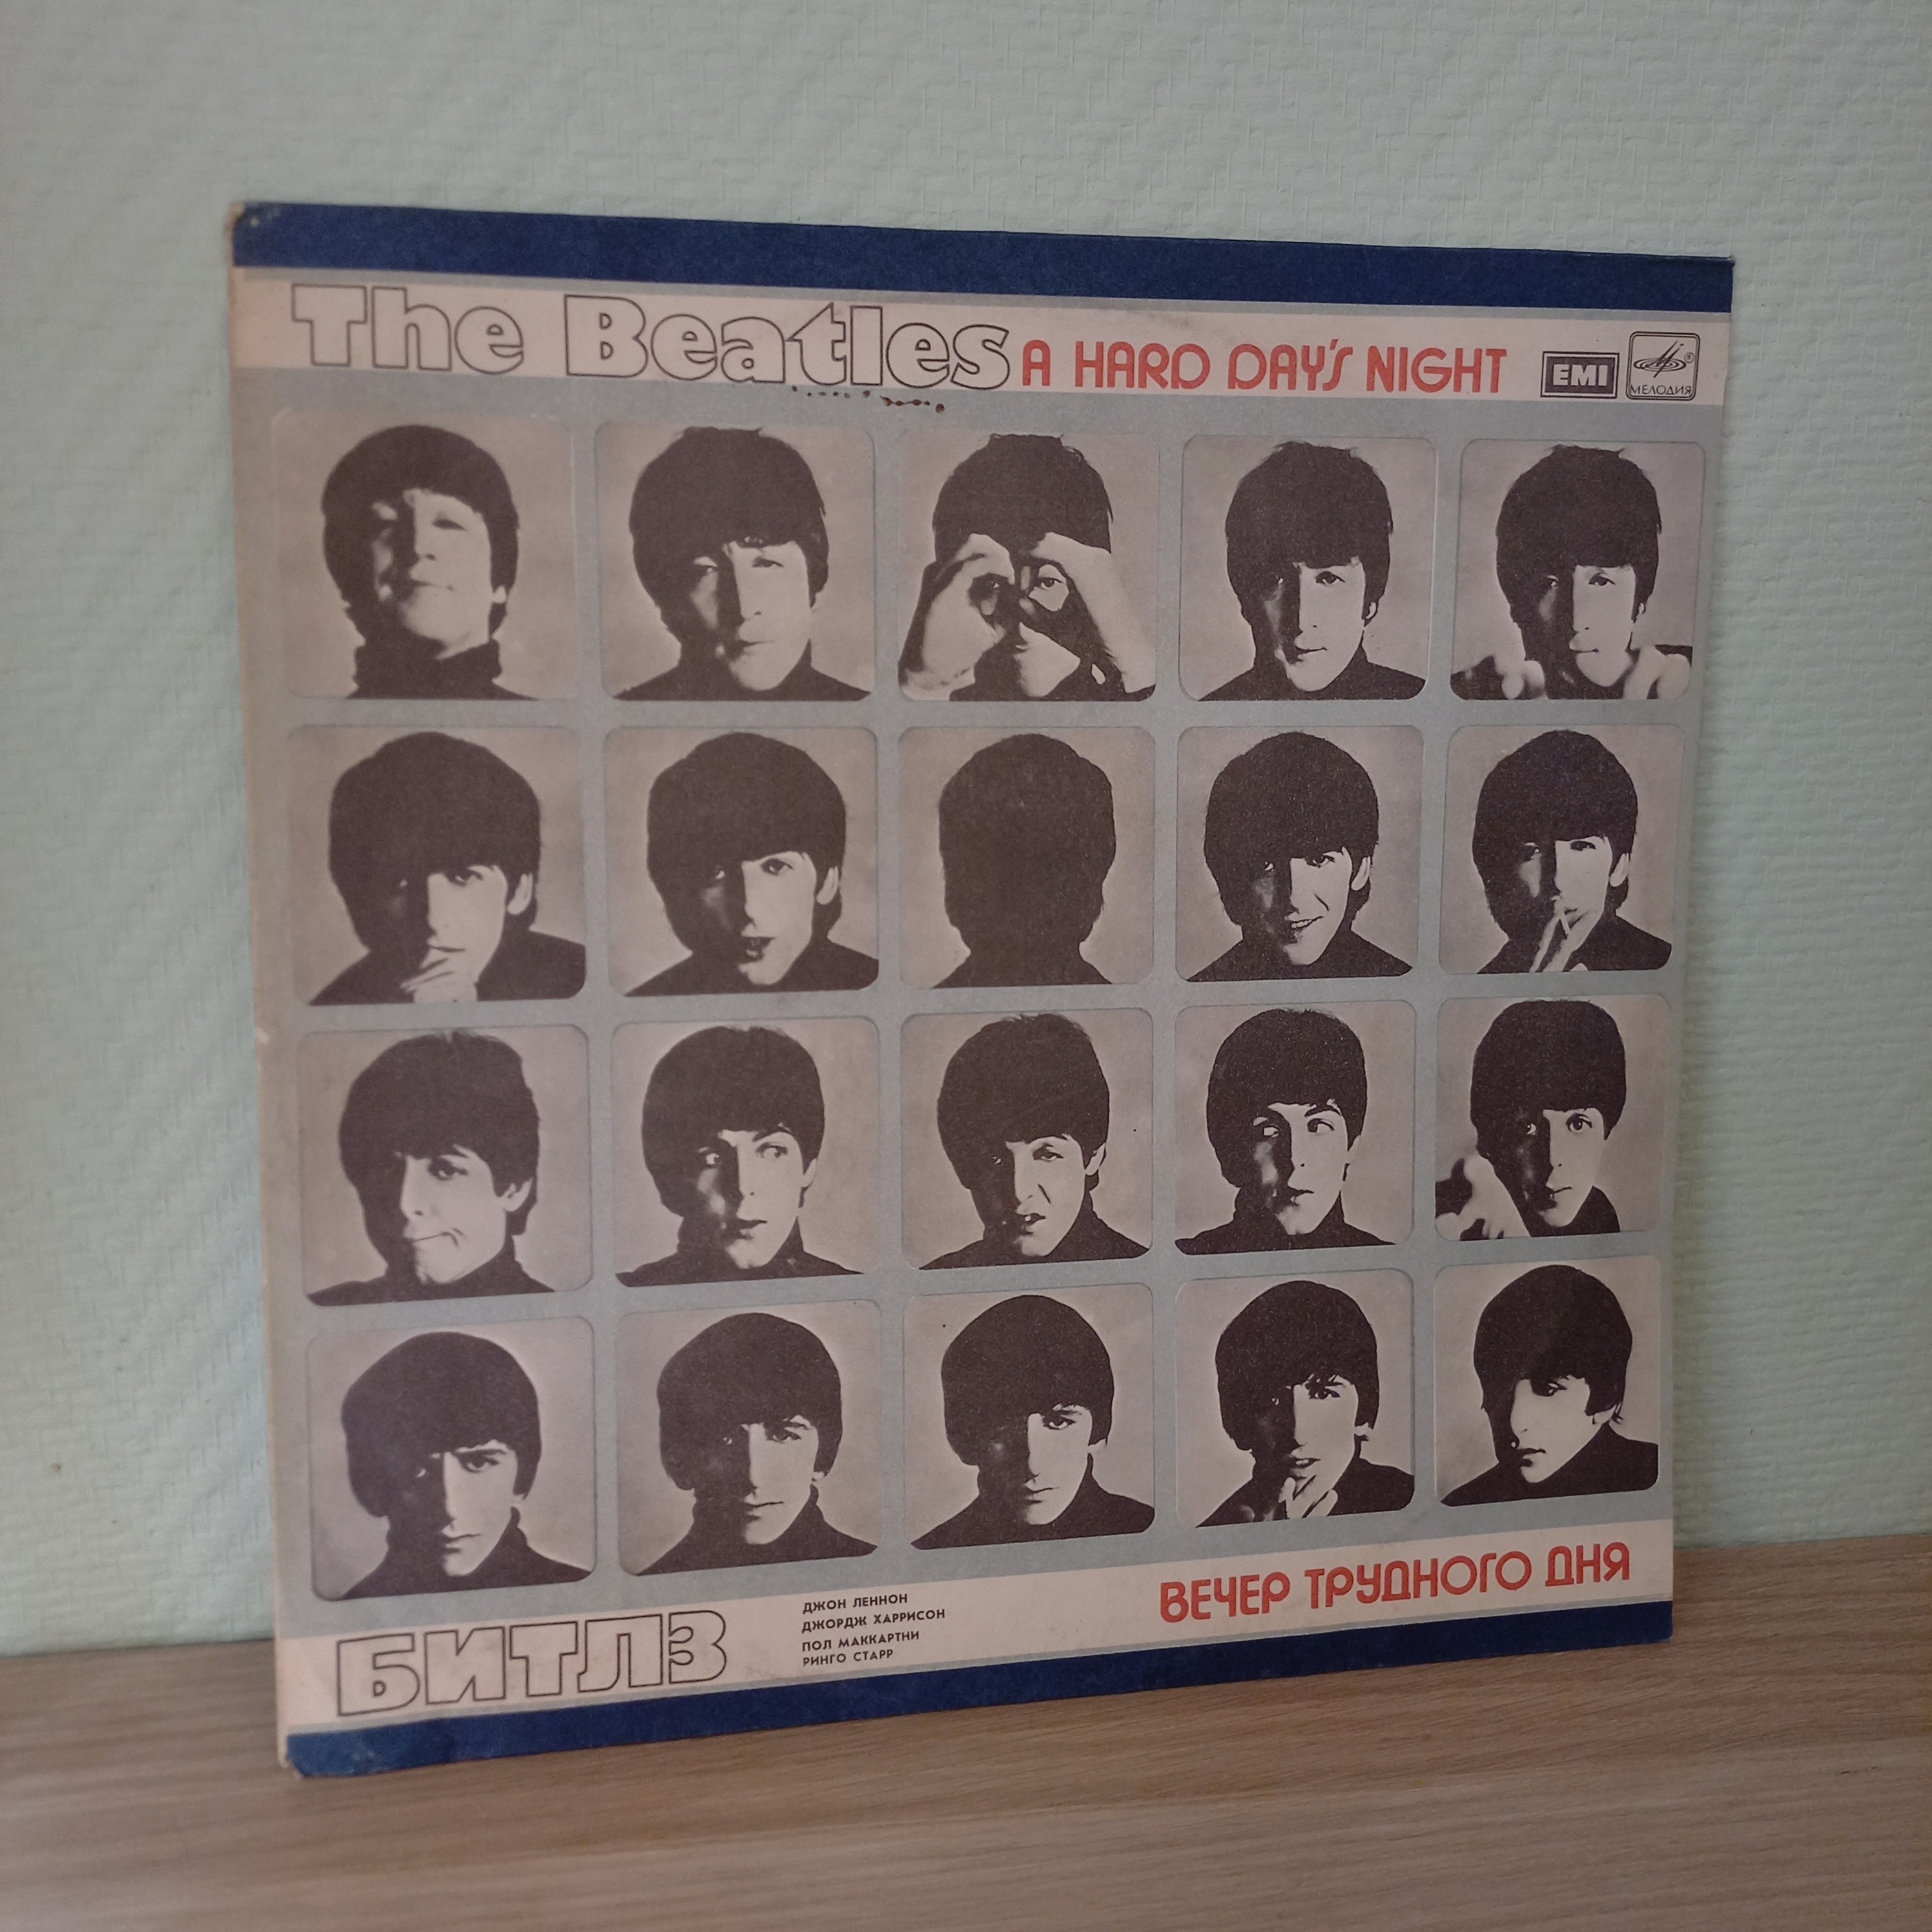 The Beatles A HARD DAY'S NIGHT
EMI
МЕЛОДИЯ
®
БИТЛЗ
ДЖОН ЛЕННОН
ДЖОРДЖ ХАРРИСОН
ПОЛ МАККАРТНИ
РИНГО СТАРР
ВЕЧЕР ТРУДНОГО ДНЯ